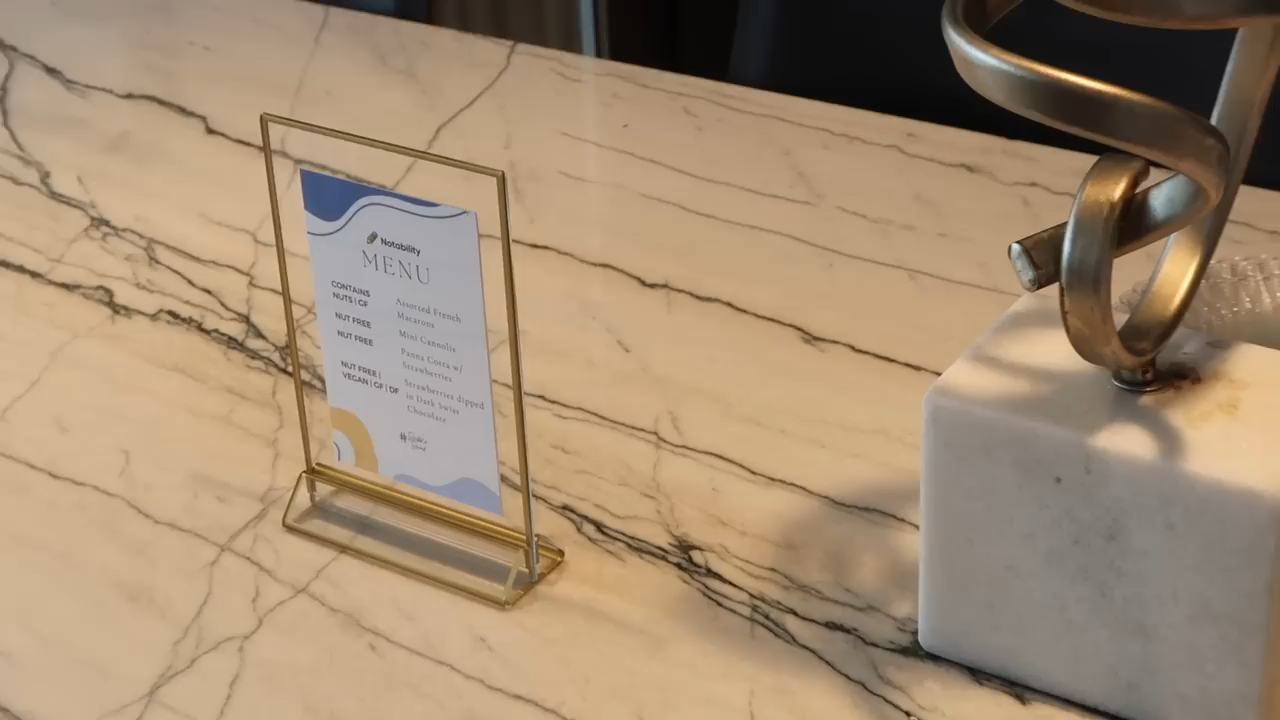 Notability
MENU
CONTAINS
NUTS | GF
Assorted French
Macarons
NUT FREE
Mini Cannolis
NUT FREE
Panna Cotta w/
Strawberries
NUT FREE |
VEGAN | GF | DF
Strawberries dipped
in Dark Swiss
Chocolate